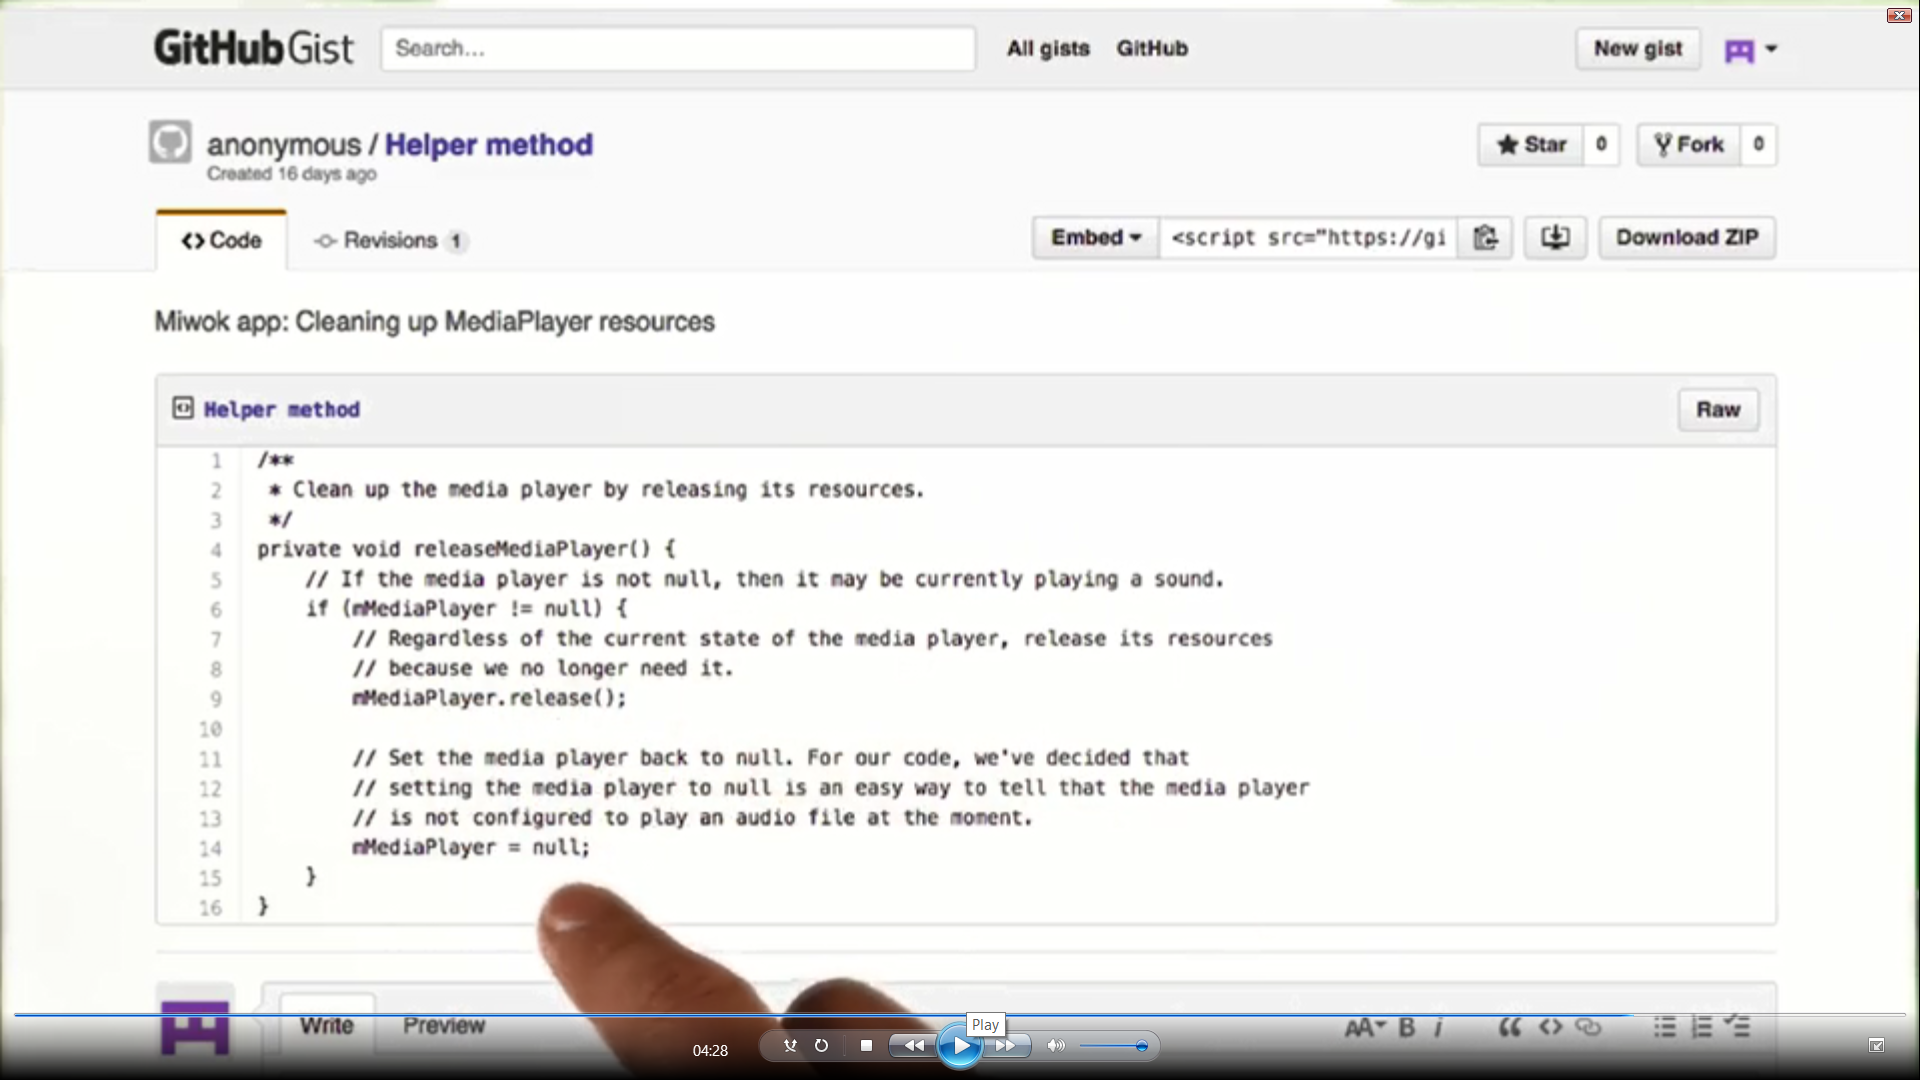 GitHub Gist Search... All gists GitHub New gist
anonymous / Helper method Star 0 Fork 0
Created 16 days ago
Code Revisions 1 Embed <script src="https://gi Download ZIP
Miwok app: Cleaning up MediaPlayer resources
Helper method Raw
1 /**
2 * Clean up the media player by releasing its resources.
3 */
4 private void releaseMediaPlayer() {
5 // If the media player is not null, then it may be currently playing a sound.
6 if (mMediaPlayer != null) {
7 // Regardless of the current state of the media player, release its resources
8 // because we no longer need it.
9 mMediaPlayer.release();
10
11 // Set the media player back to null. For our code, we've decided that
12 // setting the media player to null is an easy way to tell that the media player
13 // is not configured to play an audio file at the moment.
14 mMediaPlayer = null;
15 }
16 }
Write Preview AA B i
Play
04:28